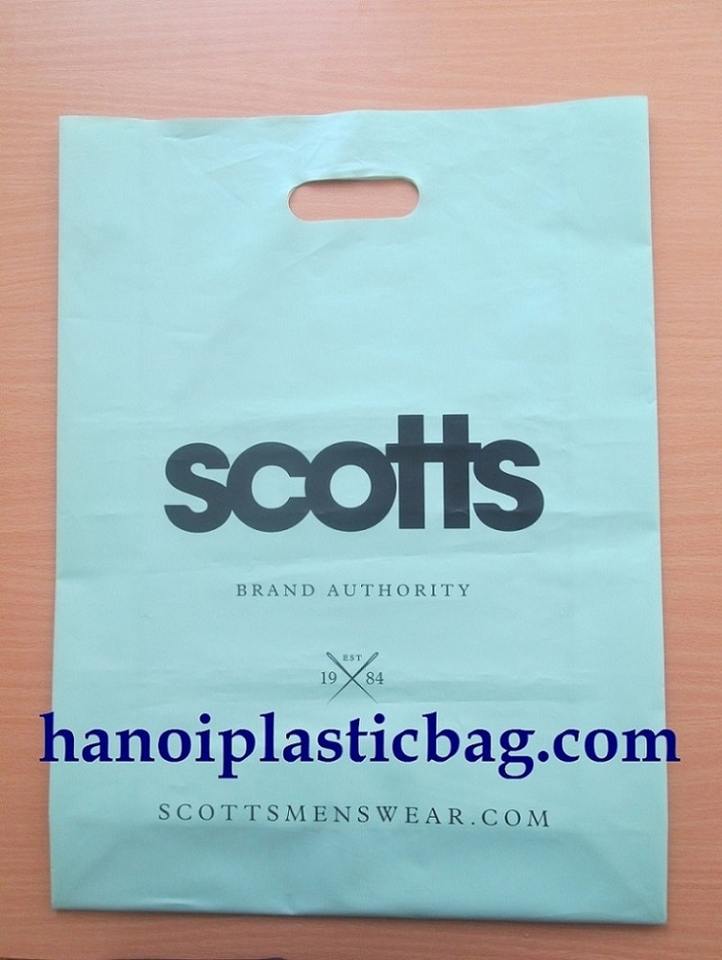 scotts
BRAND AUTHORITY
EST
19 84
hanoiplasticbag.com
SCOTTSMENSWEAR.COM